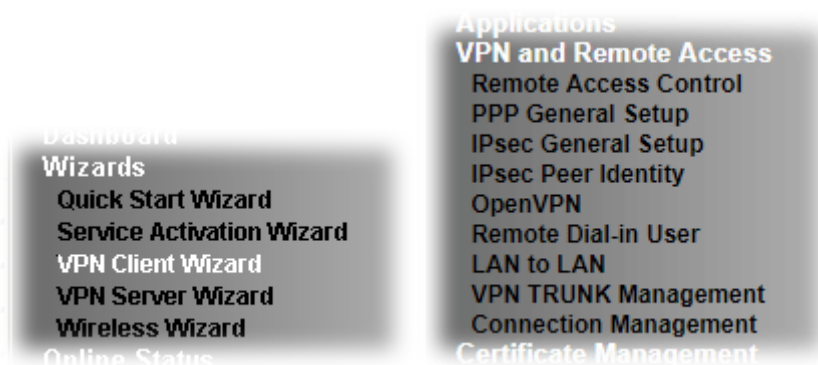 Dashboard
Wizards
Quick Start Wizard
Service Activation Wizard
VPN Client Wizard
VPN Server Wizard
Wireless Wizard
Online Status
Applications
VPN and Remote Access
Remote Access Control
PPP General Setup
IPsec General Setup
IPsec Peer Identity
OpenVPN
Remote Dial-in User
LAN to LAN
VPN TRUNK Management
Connection Management
Certificate Management